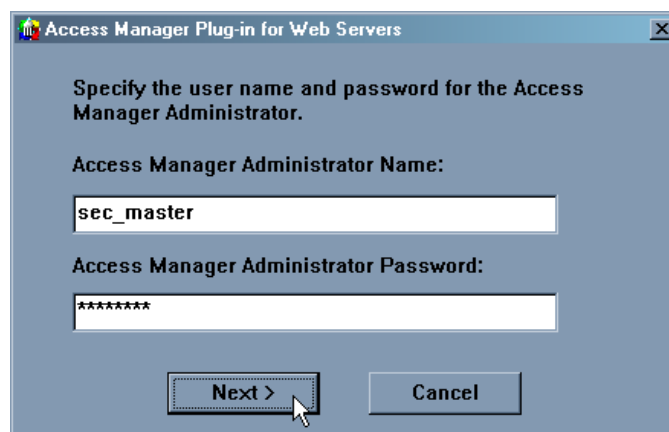 Access Manager Plug-in for Web Servers
Specify the user name and password for the Access
Manager Administrator.
Access Manager Administrator Name:
sec_master
Access Manager Administrator Password:
********
Next >
Cancel